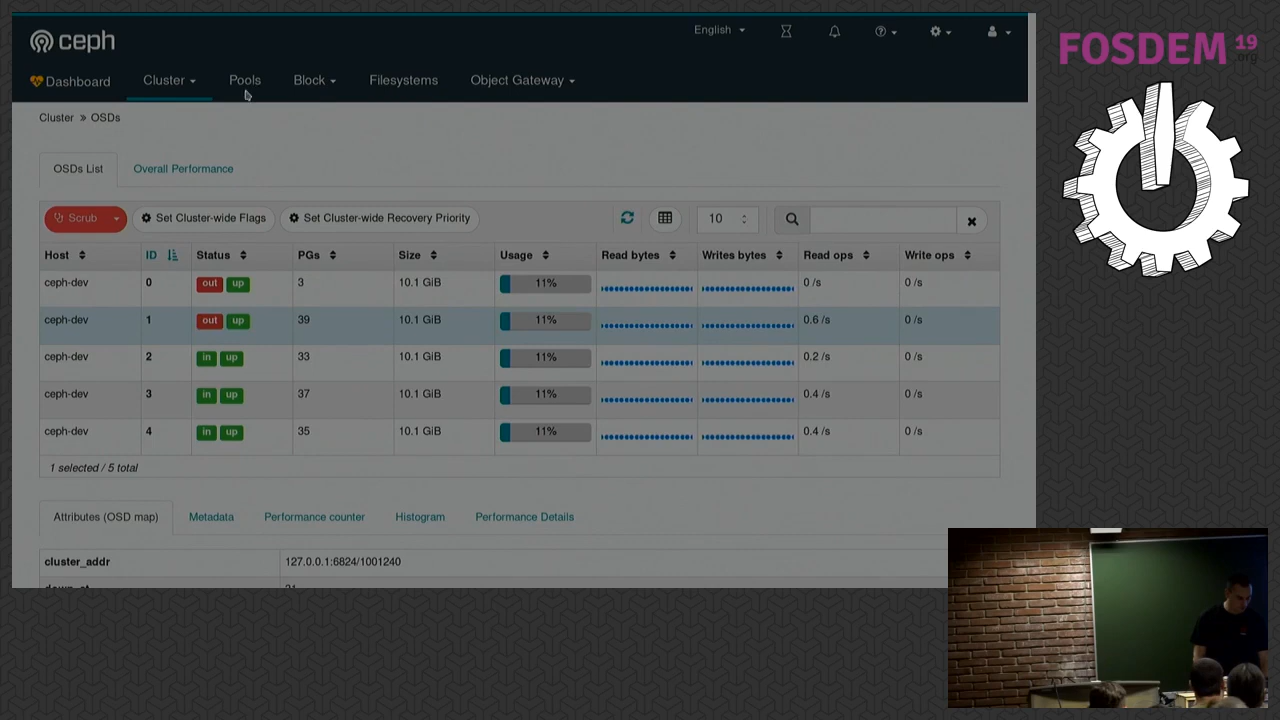 ceph
English
FOSDEM 19
.org
Dashboard Cluster Pools Block Filesystems Object Gateway
Cluster » OSDs
OSDs List Overall Performance
Scrub Set Cluster-wide Flags Set Cluster-wide Recovery Priority 10
Host ID Status PGs Size Usage Read bytes Writes bytes Read ops Write ops
ceph-dev 0 out up 3 10.1 GiB 11% 0 /s 0 /s
ceph-dev 1 out up 39 10.1 GiB 11% 0.6 /s 0 /s
ceph-dev 2 in up 33 10.1 GiB 11% 0.2 /s 0 /s
ceph-dev 3 in up 37 10.1 GiB 11% 0.4 /s 0 /s
ceph-dev 4 in up 35 10.1 GiB 11% 0.4 /s 0 /s
1 selected / 5 total
Attributes (OSD map) Metadata Performance counter Histogram Performance Details
cluster_addr 127.0.0.1:6824/1001240